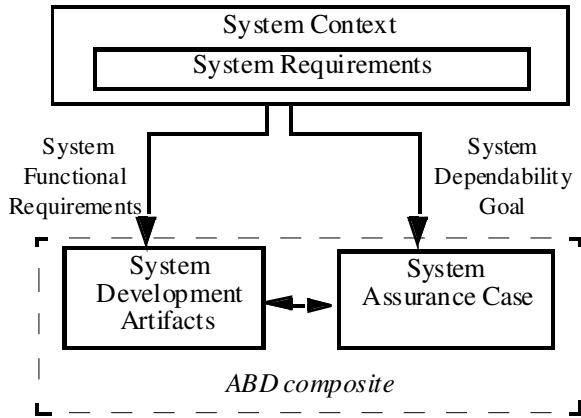 System Context
System Requirements
System
Functional
Requirements
System
Dependability
Goal
System
Development
Artifacts
System
Assurance Case
ABD composite